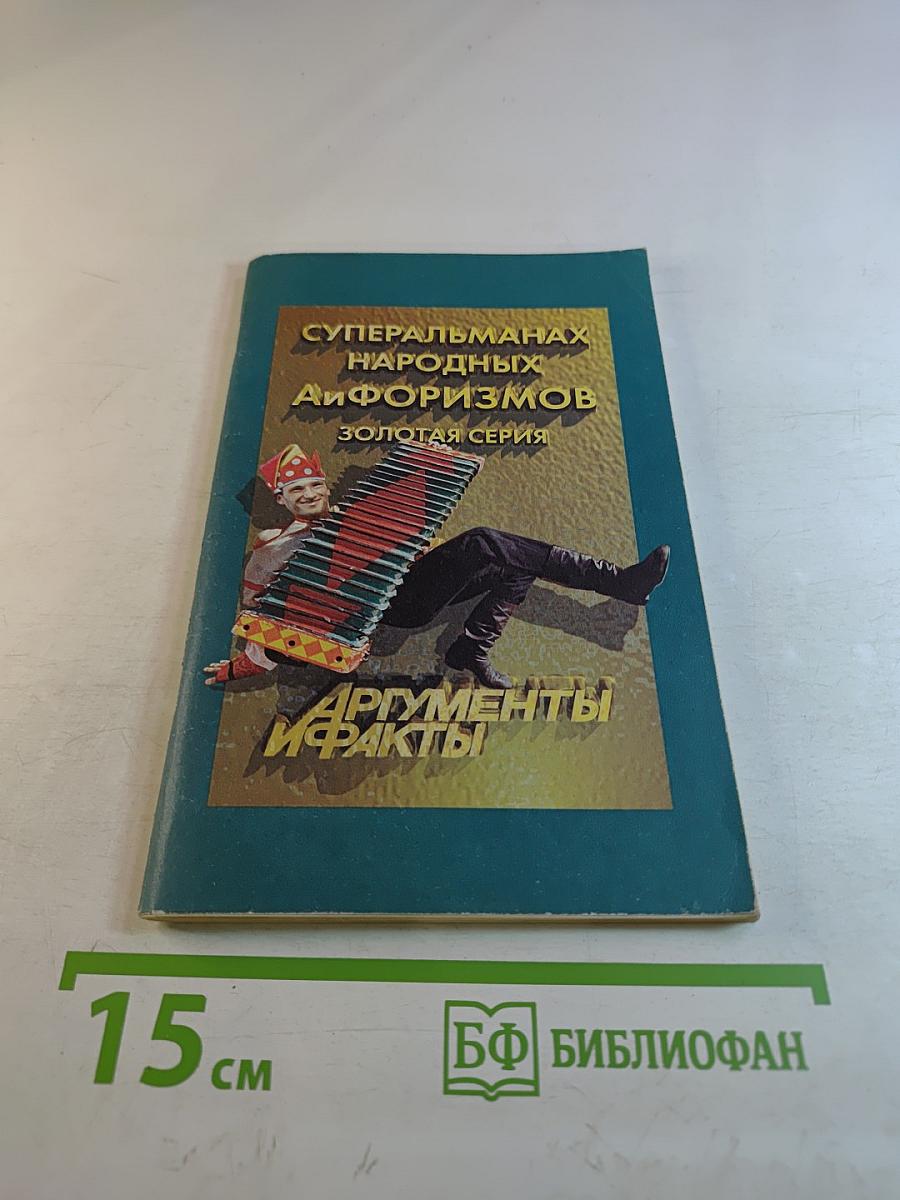 СУПЕРАЛЬМАНАХ
НАРОДНЫХ
АиФОРИЗМОВ
ЗОЛОТАЯ СЕРИЯ
АРГУМЕНТЫ
И ФАКТЫ
15 см
БФ БИБЛИОФАН